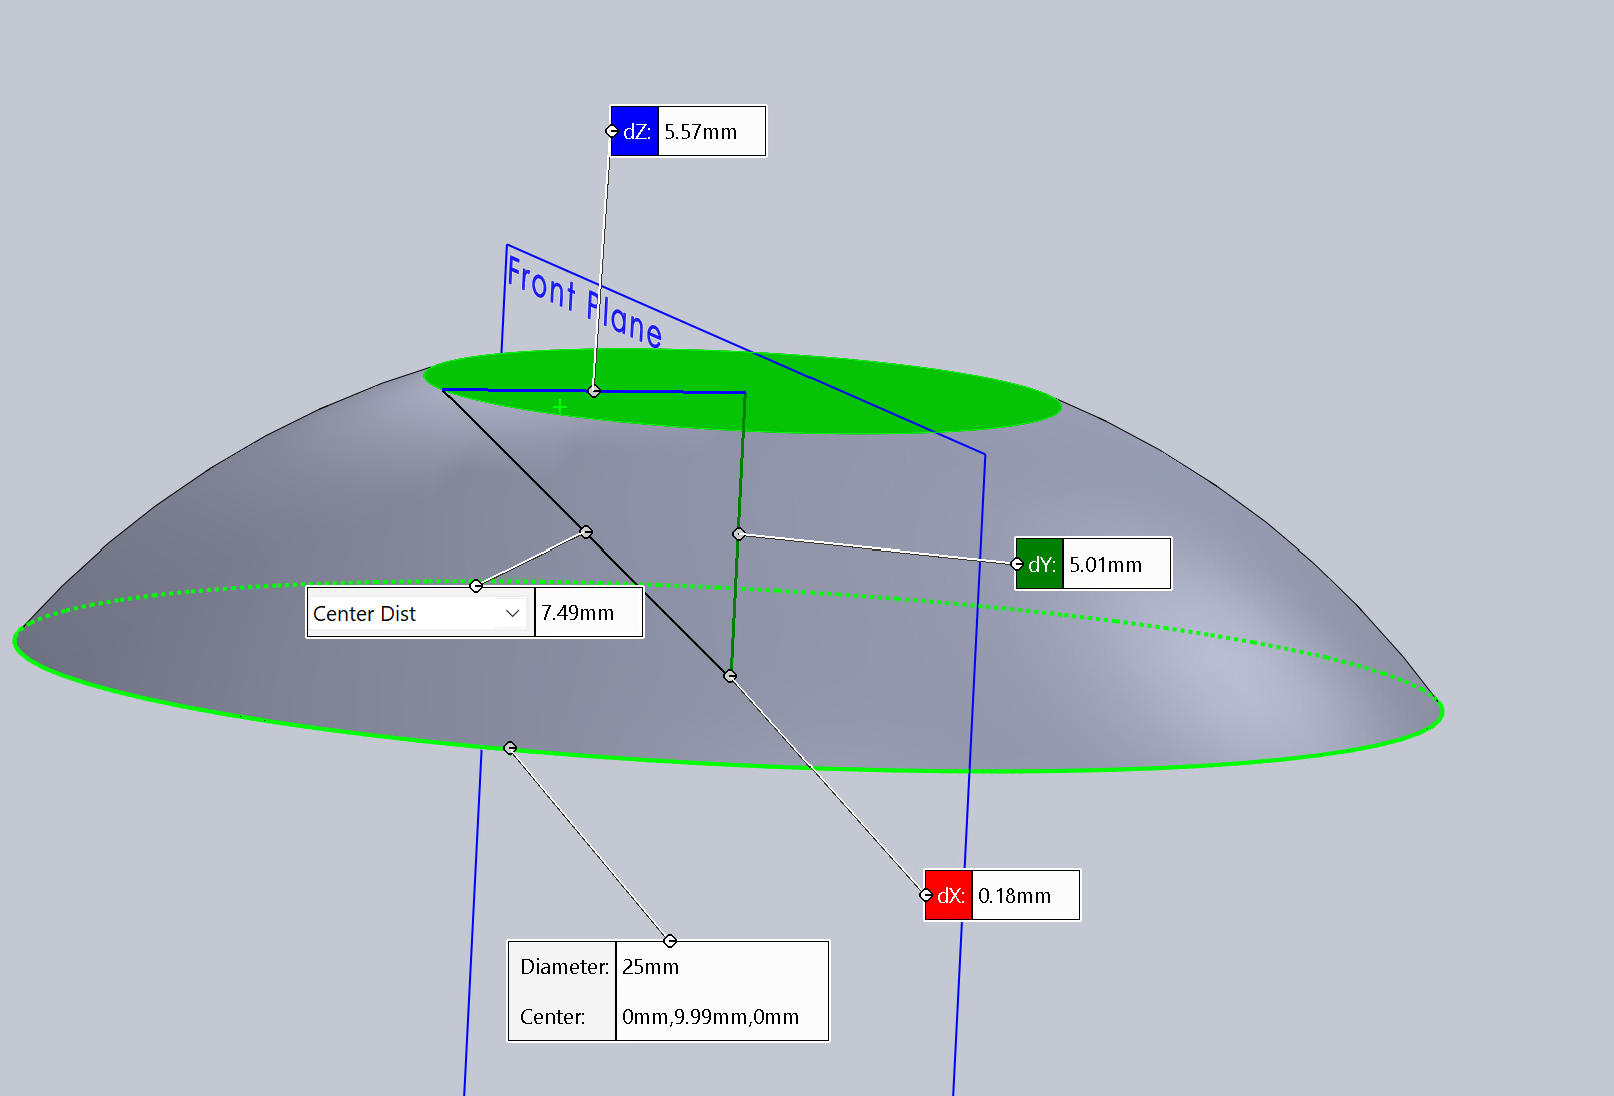 dZ: 5.57mm
Front Plane
dY: 5.01mm
Center Dist 7.49mm
dX: 0.18mm
Diameter: 25mm
Center: 0mm,9.99mm,0mm